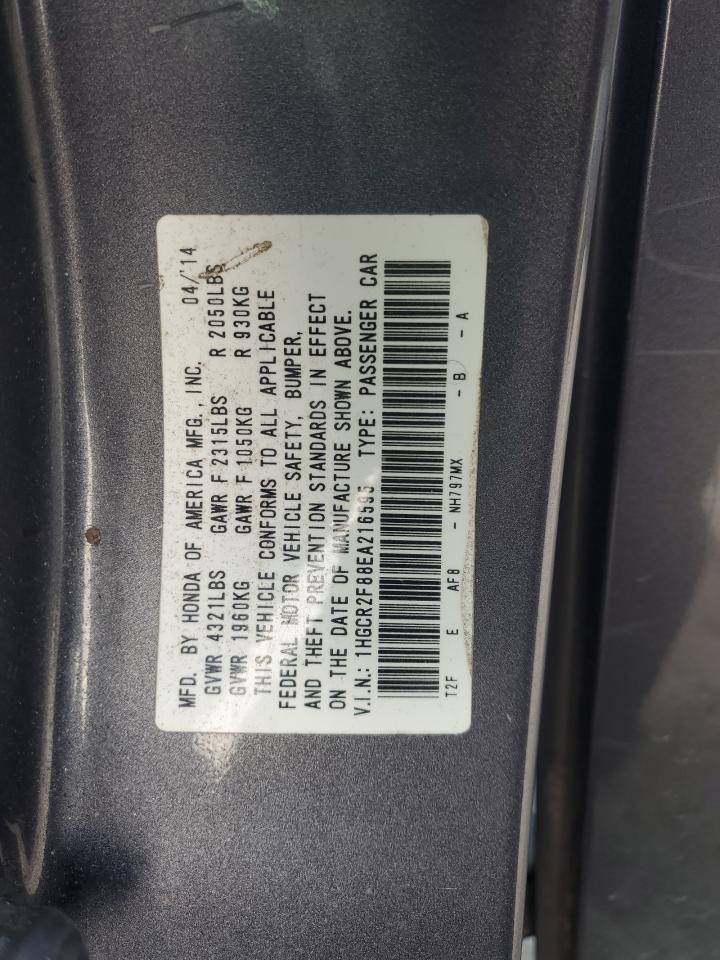 MFD. BY HONDA OF AMERICA MFG., INC. 04/'14
GVWR 4321LBS GAWR F 2315LBS R 2050LBS
GVWR 1960KG GAWR F 1050KG R 930KG
THIS VEHICLE CONFORMS TO ALL APPLICABLE
FEDERAL MOTOR VEHICLE SAFETY, BUMPER,
AND THEFT PREVENTION STANDARDS IN EFFECT
ON THE DATE OF MANUFACTURE SHOWN ABOVE.
V.I.N.: 1HGCR2F88EA216595 TYPE: PASSENGER CAR
T2F E AF8 - NH797MX - B - A